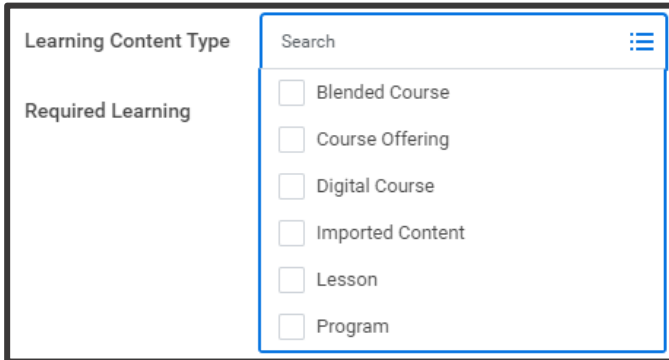 Learning Content Type
Search
Required Learning
Blended Course
Course Offering
Digital Course
Imported Content
Lesson
Program